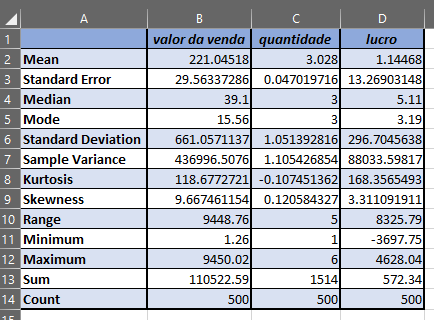 A B C D
1 valor da venda quantidade lucro
2 Mean 221.04518 3.028 1.14468
3 Standard Error 29.56337286 0.047019716 13.26903148
4 Median 39.1 3 5.11
5 Mode 15.56 3 3.19
6 Standard Deviation 661.0571137 1.051392816 296.7045638
7 Sample Variance 436996.5076 1.105426854 88033.59817
8 Kurtosis 118.6772721 -0.107451362 168.3565493
9 Skewness 9.667461154 0.120584327 3.311091911
10 Range 9448.76 5 8325.79
11 Minimum 1.26 1 -3697.75
12 Maximum 9450.02 6 4628.04
13 Sum 110522.59 1514 572.34
14 Count 500 500 500